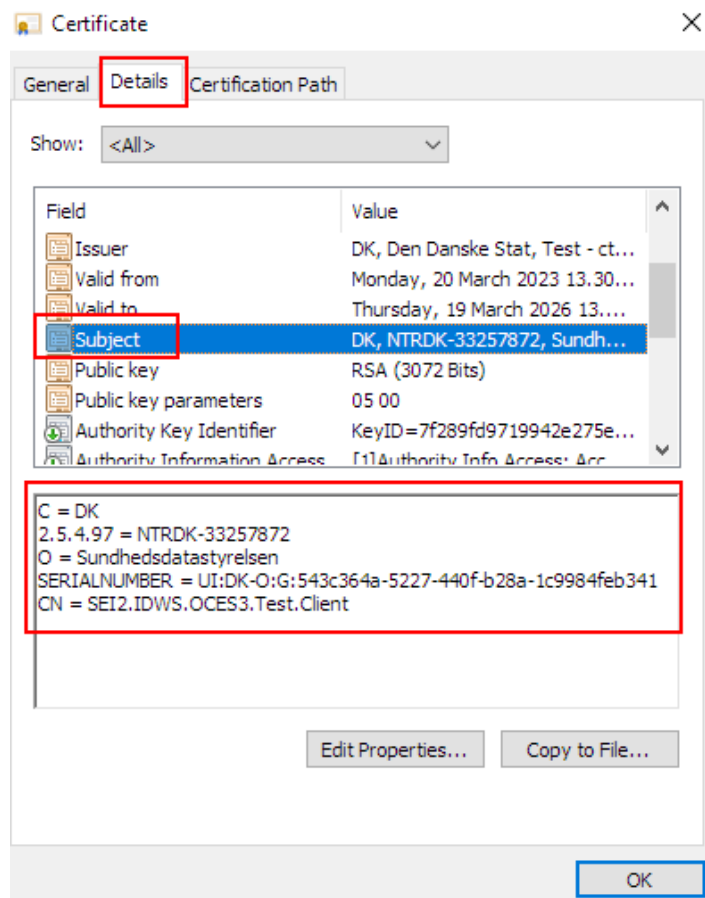 Certificate
General Details Certification Path
Show: <All>
Field Value
Issuer DK, Den Danske Stat, Test - ct...
Valid from Monday, 20 March 2023 13.30...
Valid to Thursday, 19 March 2026 13....
Subject DK, NTRDK-33257872, Sundh...
Public key RSA (3072 Bits)
Public key parameters 05 00
Authority Key Identifier KeyID=7f289fd9719942e275e...
Authority Information Access [1]Authority Info Access: Acc...
C = DK
2.5.4.97 = NTRDK-33257872
O = Sundhedsdatastyrelsen
SERIALNUMBER = UI:DK-O:G:543c364a-5227-440f-b28a-1c9984feb341
CN = SEI2.IDWS.OCES3.Test.Client
Edit Properties... Copy to File...
OK